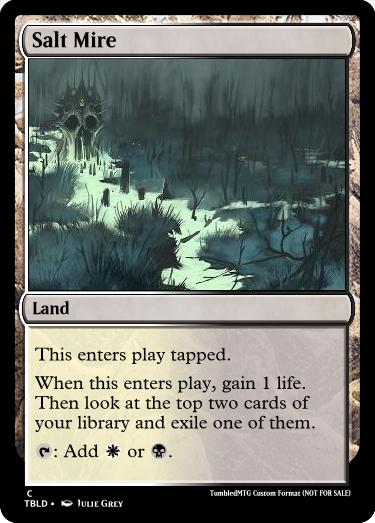 Salt Mire
Land
This enters play tapped.
When this enters play, gain 1 life.
Then look at the top two cards of
your library and exile one of them.
: Add or .
C
TBLD • Julie Grey
TumbledMTG Custom Format (NOT FOR SALE)